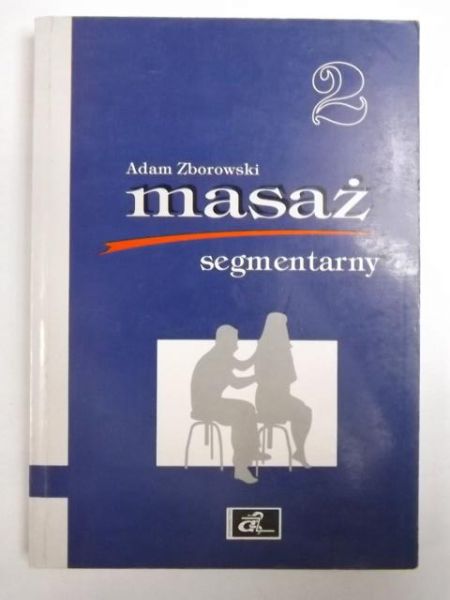 2
Adam Zborowski
masaż
segmentarny